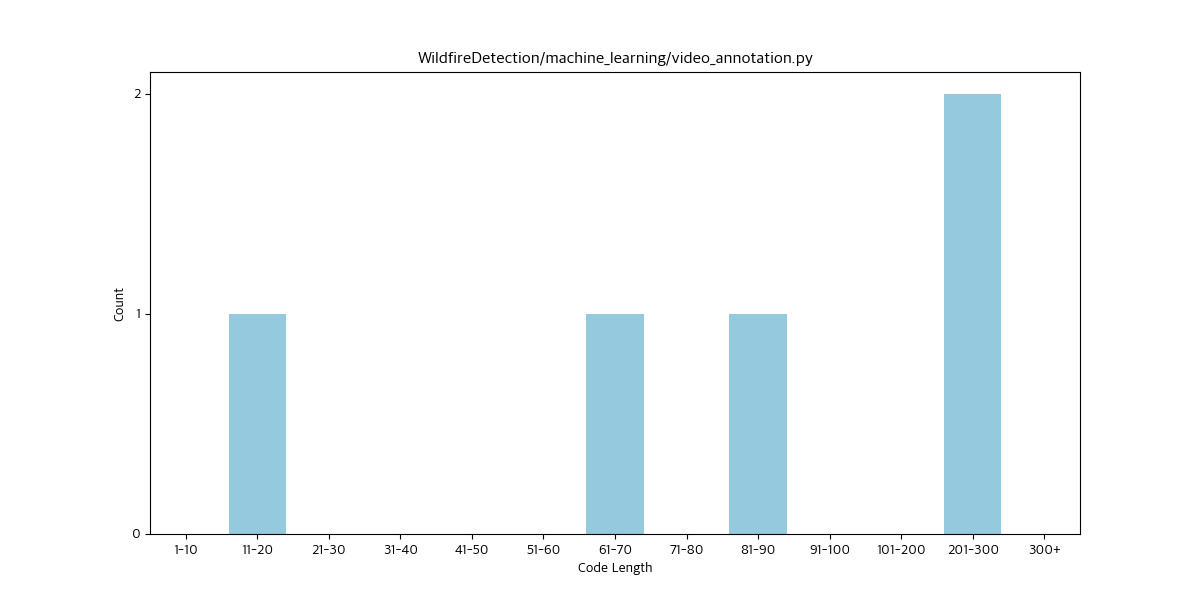 WildfireDetection/machine_learning/video_annotation.py
Count
2
1
0
1-10 11-20 21-30 31-40 41-50 51-60 61-70 71-80 81-90 91-100 101-200 201-300 300+
Code Length